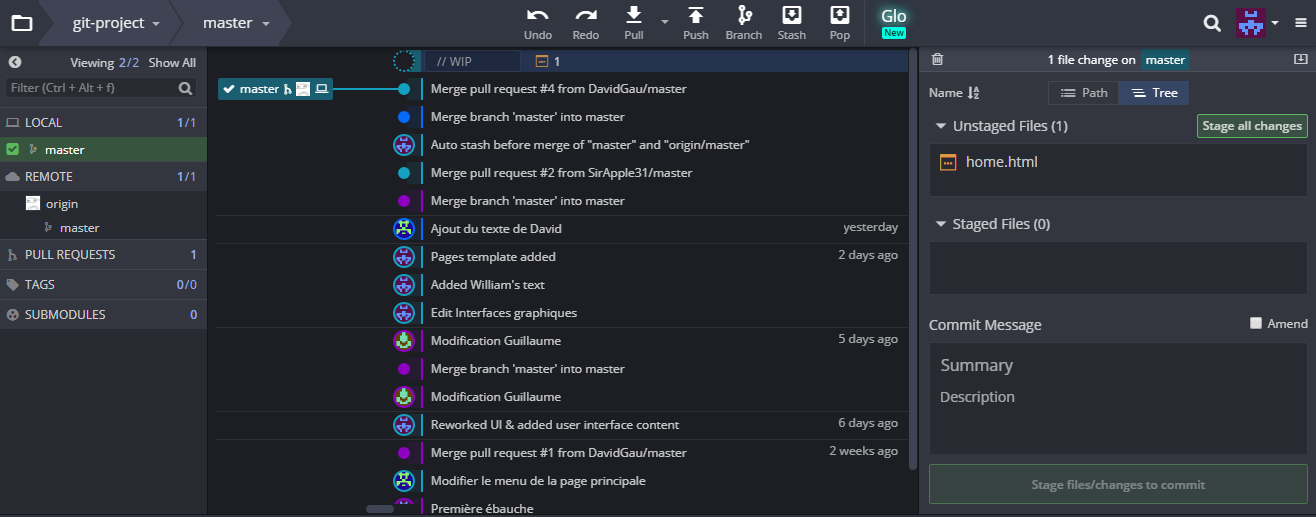 git-project
master
Undo
Redo
Pull
Push
Branch
Stash
Pop
Glo
New
Viewing 2/2 Show All
Filter (Ctrl + Alt + f)
LOCAL 1/1
master
REMOTE 1/1
origin
master
PULL REQUESTS 1
TAGS 0/0
SUBMODULES 0
// WIP 1
master Merge pull request #4 from DavidGau/master
Merge branch 'master' into master
Auto stash before merge of "master" and "origin/master"
Merge pull request #2 from SirApple31/master
Merge branch 'master' into master
Ajout du texte de David yesterday
Pages template added 2 days ago
Added William's text
Edit Interfaces graphiques
Modification Guillaume 5 days ago
Merge branch 'master' into master
Modification Guillaume
Reworked UI & added user interface content 6 days ago
Merge pull request #1 from DavidGau/master 2 weeks ago
Modifier le menu de la page principale
Première ébauche
1 file change on master
Name Path Tree
Unstaged Files (1) Stage all changes
home.html
Staged Files (0)
Commit Message Amend
Summary
Description
Stage files/changes to commit